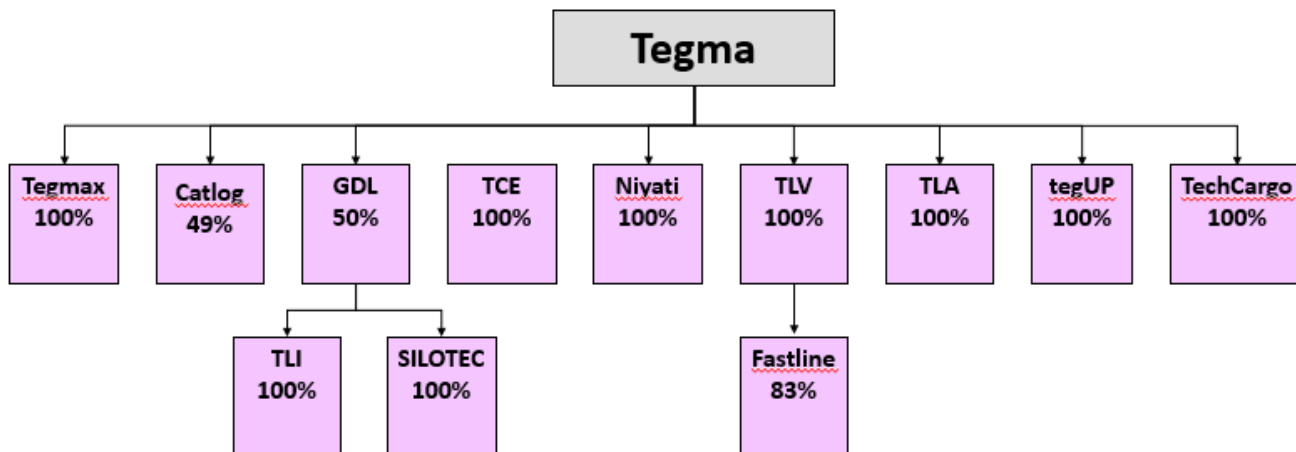 Tegma
Tegmax
100%
Catlog
49%
GDL
50%
TCE
100%
Niyati
100%
TLV
100%
TLA
100%
tegUP
100%
TechCargo
100%
TLI
100%
SILOTEC
100%
Fastline
83%